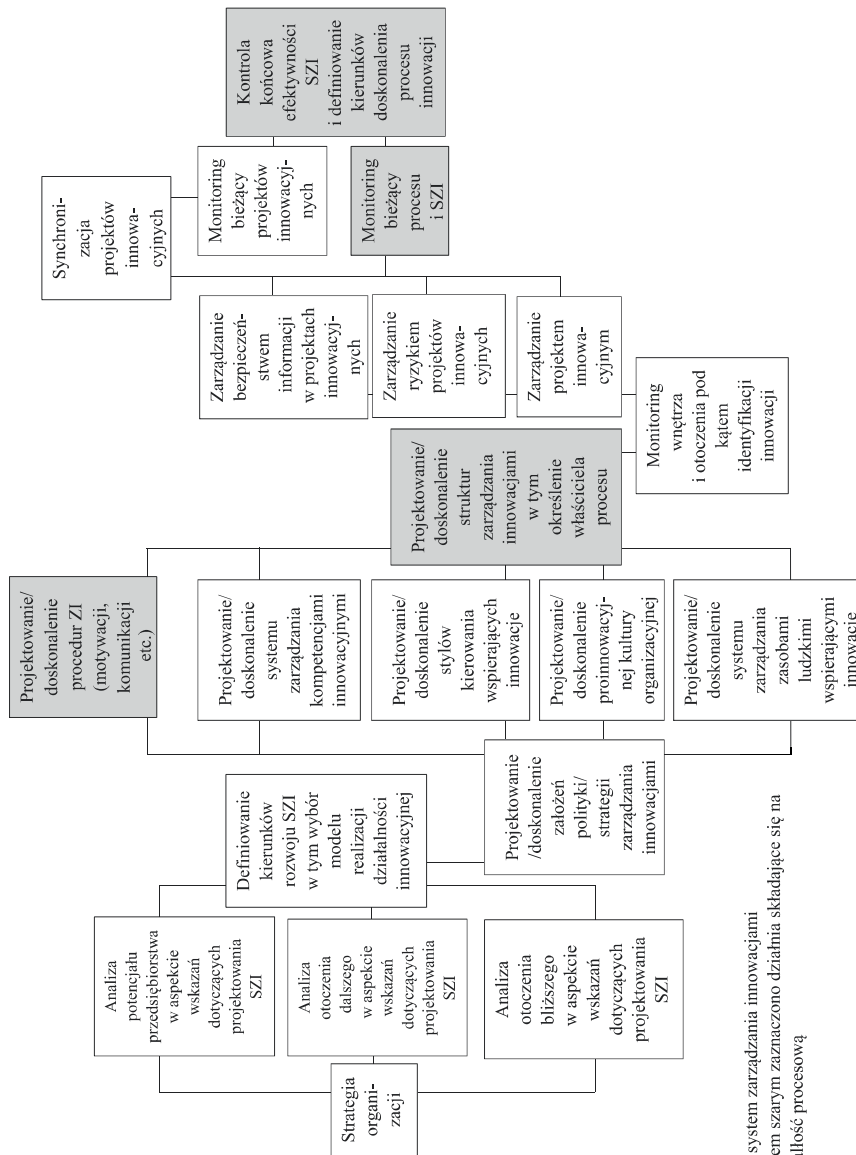 Strategia
organi-
zacji
Analiza
potencjału
przedsiębiorstwa
w aspekcie
wskazań
dotyczących
projektowania
SZI
Analiza
otoczenia
dalszego
w aspekcie
wskazań
dotyczących
projektowania
SZI
Analiza
otoczenia
bliższego
w aspekcie
wskazań
dotyczących
projektowania
SZI
Definiowanie
kierunków
rozwoju SZI
w tym wybór
modelu
realizacji
działalności
innowacyjnej
Projektowanie
/doskonalenie
założeń
polityki/
strategii
zarządzania
innowacjami
Projektowanie/
doskonalenie
procedur ZI
(motywacji,
komunikacji
etc.)
Projektowanie/
doskonalenie
systemu
zarządzania
kompetencjami
innowacyjnymi
Projektowanie/
doskonalenie
stylów
kierowania
wspierających
innowacje
Projektowanie/
doskonalenie
proinnowacyj-
nej kultury
organizacyjnej
Projektowanie/
doskonalenie
systemu
zarządzania
zasobami
ludzkimi
wspierającymi
innowacje
Projektowanie/
doskonalenie
struktur
zarządzania
innowacjami
w tym
określenie
właściciela
procesu
Monitoring
wnętrza
i otoczenia pod
kątem
identyfikacji
innowacji
Zarządzanie
bezpieczeń-
stwem
informacji
w projektach
innowacyj-
nych
Zarządzanie
ryzykiem
projektów
innowa-
cyjnych
Zarządzanie
projektem
innowa-
cyjnym
Synchroni-
zacja
projektów
innowa-
cyjnych
Monitoring
bieżący
projektów
innowacyj-
nych
Monitoring
bieżący
procesu
i SZI
Kontrola
końcowa
efektywności
SZI
i definiowanie
kierunków
doskonalenia
procesu
innowacji
system zarządzania innowacjami
szarym zaznaczono działnia składające się na
procesową